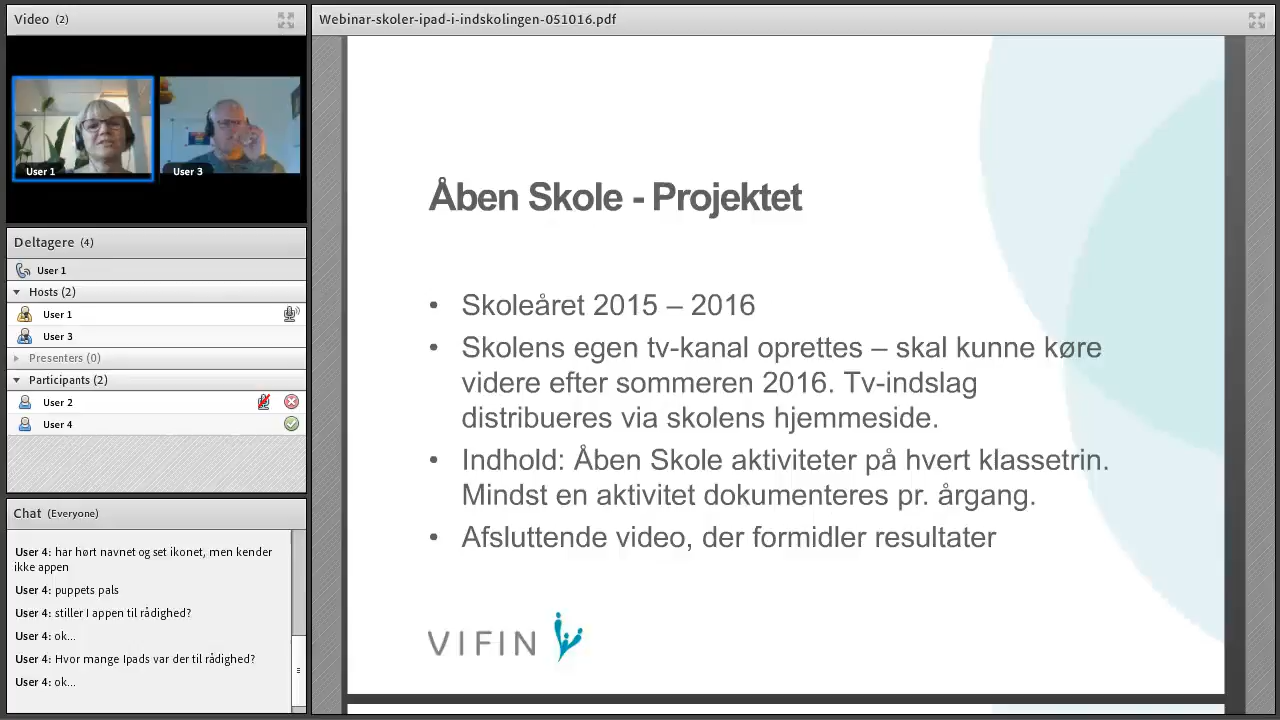 Video (2)
User 1
User 3
Deltagere (4)
User 1
Hosts (2)
User 1
User 3
Presenters (0)
Participants (2)
User 2
User 4
Chat (Everyone)
User 4: har hørt navnet og set ikonet, men kender
ikke appen
User 4: puppets pals
User 4: stiller I appen til rådighed?
User 4: ok...
User 4: Hvor mange Ipads var der til rådighed?
User 4: ok...
Webinar-skoler-ipad-i-indskolingen-051016.pdf
Åben Skole - Projektet
• Skoleåret 2015 – 2016
• Skolens egen tv-kanal oprettes – skal kunne køre
videre efter sommeren 2016. Tv-indslag
distribueres via skolens hjemmeside.
• Indhold: Åben Skole aktiviteter på hvert klassetrin.
Mindst en aktivitet dokumenteres pr. årgang.
• Afsluttende video, der formidler resultater
VIFIN